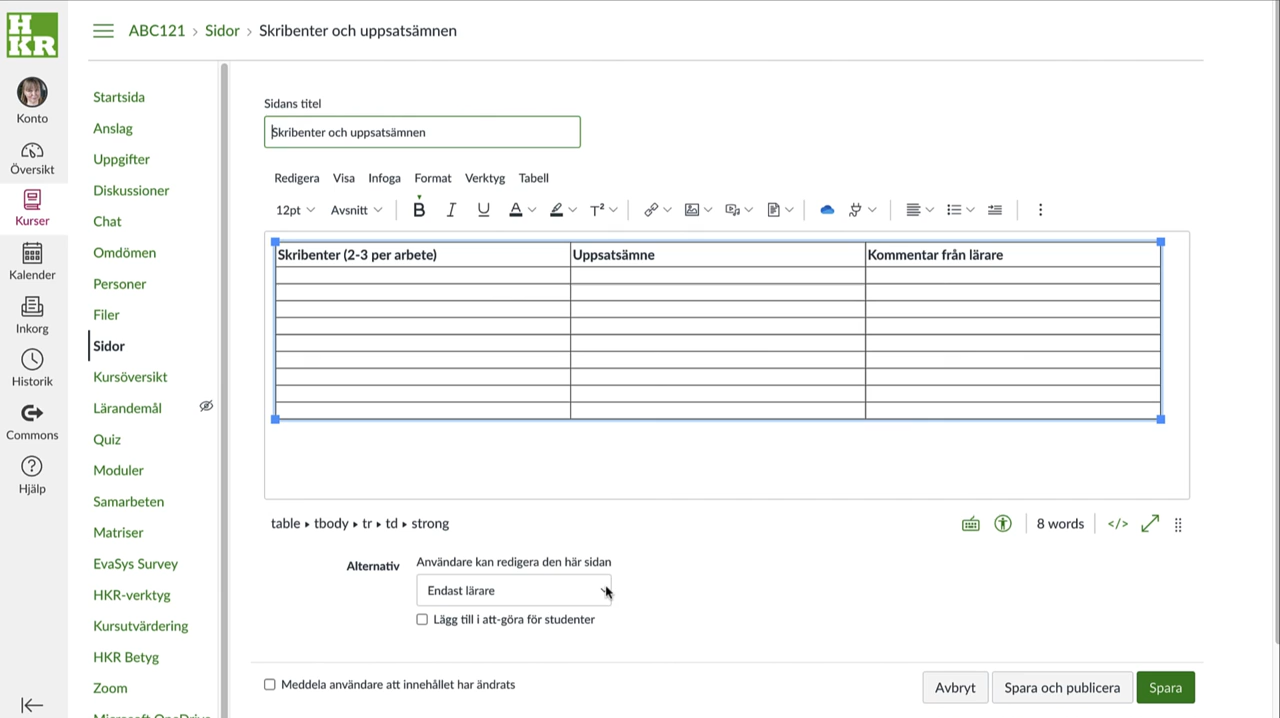 H
KR
ABC121 › Sidor › Skribenter och uppsatsämnen
Konto
Översikt
Kurser
Kalender
Inkorg
Historik
Commons
Hjälp
Startsida
Anslag
Uppgifter
Diskussioner
Chat
Omdömen
Personer
Filer
Sidor
Kursöversikt
Lärandemål
Quiz
Moduler
Samarbeten
Matriser
EvaSys Survey
HKR-verktyg
Kursutvärdering
HKR Betyg
Zoom
Microsoft OneDrive
Sidans titel
Skribenter och uppsatsämnen
Redigera Visa Infoga Format Verktyg Tabell
12pt Avsnitt B I U A T²
Skribenter (2-3 per arbete) Uppsatsämne Kommentar från lärare
table ▸ tbody ▸ tr ▸ td ▸ strong
8 words </>
Alternativ
Användare kan redigera den här sidan
Endast lärare
Lägg till i att-göra för studenter
Meddela användare att innehållet har ändrats
Avbryt Spara och publicera Spara